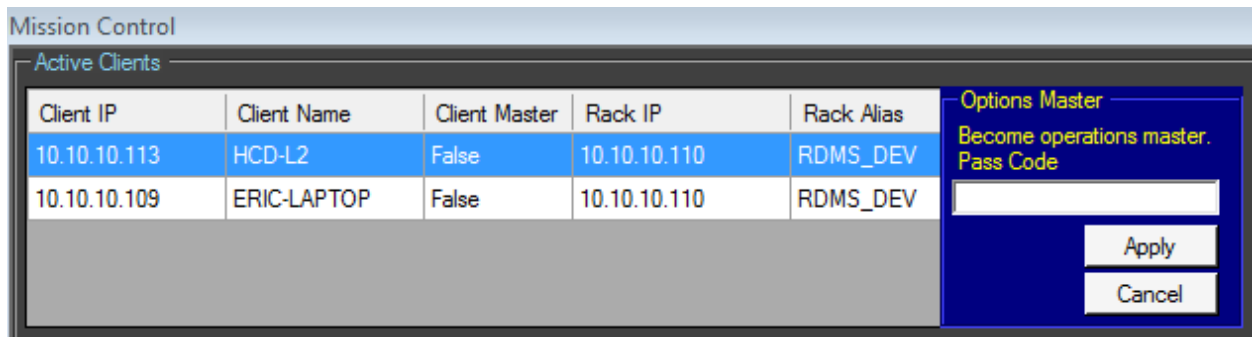 Mission Control
Active Clients
Client IP Client Name Client Master Rack IP Rack Alias
10.10.10.113 HCD-L2 False 10.10.10.110 RDMS_DEV
10.10.10.109 ERIC-LAPTOP False 10.10.10.110 RDMS_DEV
Options Master
Become operations master.
Pass Code
Apply
Cancel